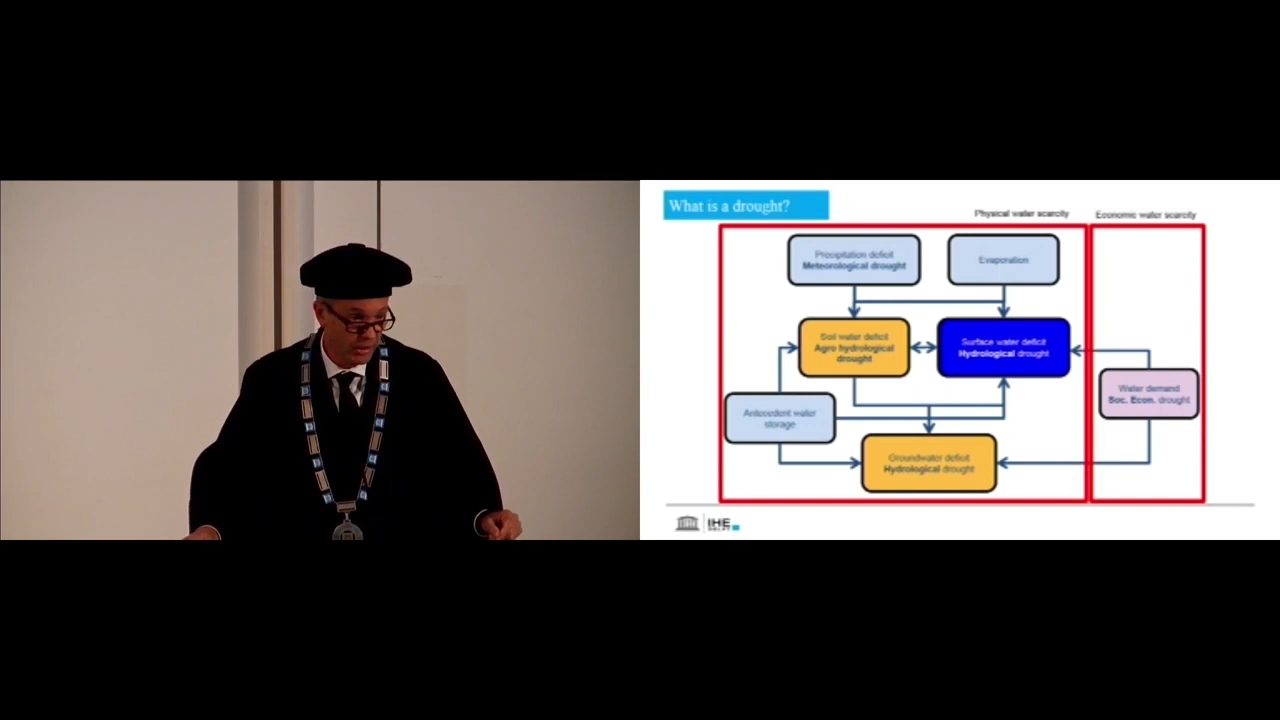 What is a drought?
Physical water scarcity
Economic water scarcity
Precipitation deficit
Meteorological drought
Evaporation
Soil water deficit
Agro hydrological
drought
Surface water deficit
Hydrological drought
Water demand
Soc. Econ. drought
Antecedent water
storage
Groundwater deficit
Hydrological drought
IHE
DELFT